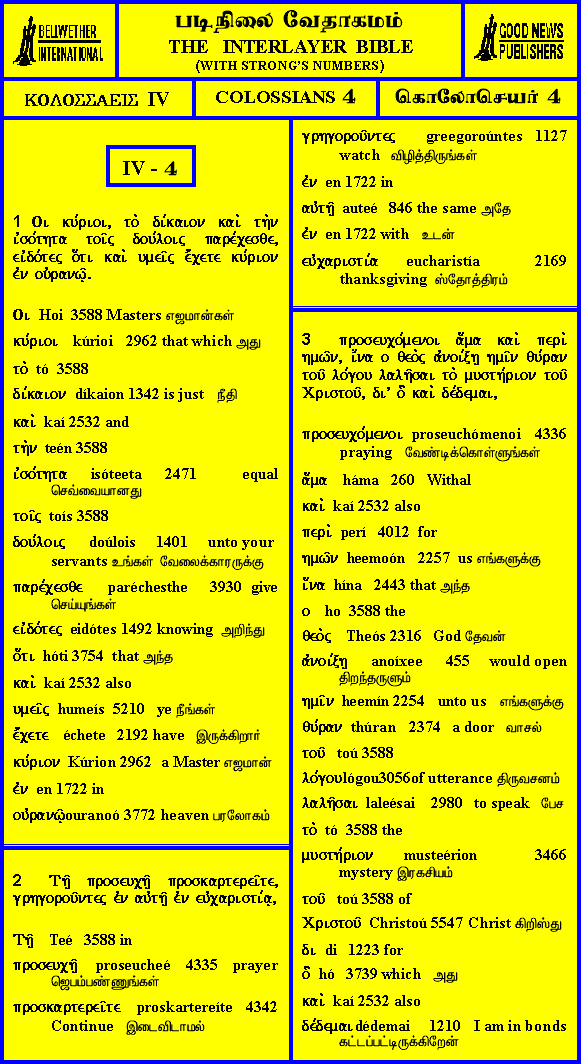 BELLWETHER
INTERNATIONAL
படிநிலை வேதாகமம்
THE INTERLAYER BIBLE
(WITH STRONG'S NUMBERS)
GOOD NEWS
PUBLISHERS
ΚΟΛΟΣΣΑΕΙΣ IV
COLOSSIANS 4
கொலோசெயர் 4
IV - 4
1 Οι κύριοι, τὸ δίκαιον καὶ τὴν
ἰσότητα τοῖς δούλοις παρέχεσθε,
εἰδότες ὅτι καὶ υμεῖς ἔχετε κύριον
ἐν οὐρανῷ.
Οι Hoi 3588 Masters எஜமான்கள்
κύριοι kúrioi 2962 that which அது
τὸ tó 3588
δίκαιον díkaion 1342 is just நீதி
καὶ kaí 2532 and
τὴν teén 3588
ἰσότητα isóteeta 2471 equal
செவ்வையானது
τοῖς toís 3588
δούλοις doúlois 1401 unto your
servants உங்கள் வேலைக்காரருக்கு
παρέχεσθε paréchesthe 3930 give
செய்யுங்கள்
εἰδότες eidótes 1492 knowing அறிந்து
ὅτι hóti 3754 that அந்த
καὶ kaí 2532 also
υμεῖς humeís 5210 ye நீங்கள்
ἔχετε échete 2192 have இருக்கிறார்
κύριον Kúrion 2962 a Master எஜமான்
ἐν en 1722 in
οὐρανῷ ouranoó 3772 heaven பரலோகம்
2 Τῇ προσευχῇ προσκαρτερεῖτε,
γρηγοροῦντες ἐν αὐτῇ ἐν εὐχαριστίᾳ,
Τῇ Teé 3588 in
προσευχῇ proseucheé 4335 prayer
ஜெபம்பண்ணுங்கள்
προσκαρτερεῖτε proskartereíte 4342
Continue இடைவிடாமல்
γρηγοροῦντες greegoroúntes 1127
watch விழித்திருங்கள்
ἐν en 1722 in
αὐτῇ auteé 846 the same அதே
ἐν en 1722 with உடன்
εὐχαριστίᾳ eucharistía 2169
thanksgiving ஸ்தோத்திரம்
3 προσευχόμενοι ἅμα καὶ περὶ
ημῶν, ἵνα ο θεὸς ἀνοίξῃ ημῖν θύραν
τοῦ λόγου λαλῆσαι τὸ μυστήριον τοῦ
Χριστοῦ, δι' ὃ καὶ δέδεμαι,
προσευχόμενοι proseuchómenoi 4336
praying வேண்டிக்கொள்ளுங்கள்
ἅμα háma 260 Withal
καὶ kaí 2532 also
περὶ perí 4012 for
ημῶν heemoón 2257 us எங்களுக்கு
ἵνα hína 2443 that அந்த
ο ho 3588 the
θεὸς Theós 2316 God தேவன்
ἀνοίξῃ anoíxee 455 would open
திறந்தருளும்
ημῖν heemín 2254 unto us எங்களுக்கு
θύραν thúran 2374 a door வாசல்
τοῦ toú 3588
λόγου lógou 3056 of utterance திருவசனம்
λαλῆσαι laleésai 2980 to speak பேச
τὸ tó 3588 the
μυστήριον musteérion 3466
mystery இரகசியம்
τοῦ toú 3588 of
Χριστοῦ Christoú 5547 Christ கிறிஸ்து
δι di 1223 for
ὃ hó 3739 which அது
καὶ kaí 2532 also
δέδεμαι dédemai 1210 I am in bonds
கட்டப்பட்டிருக்கிறேன்